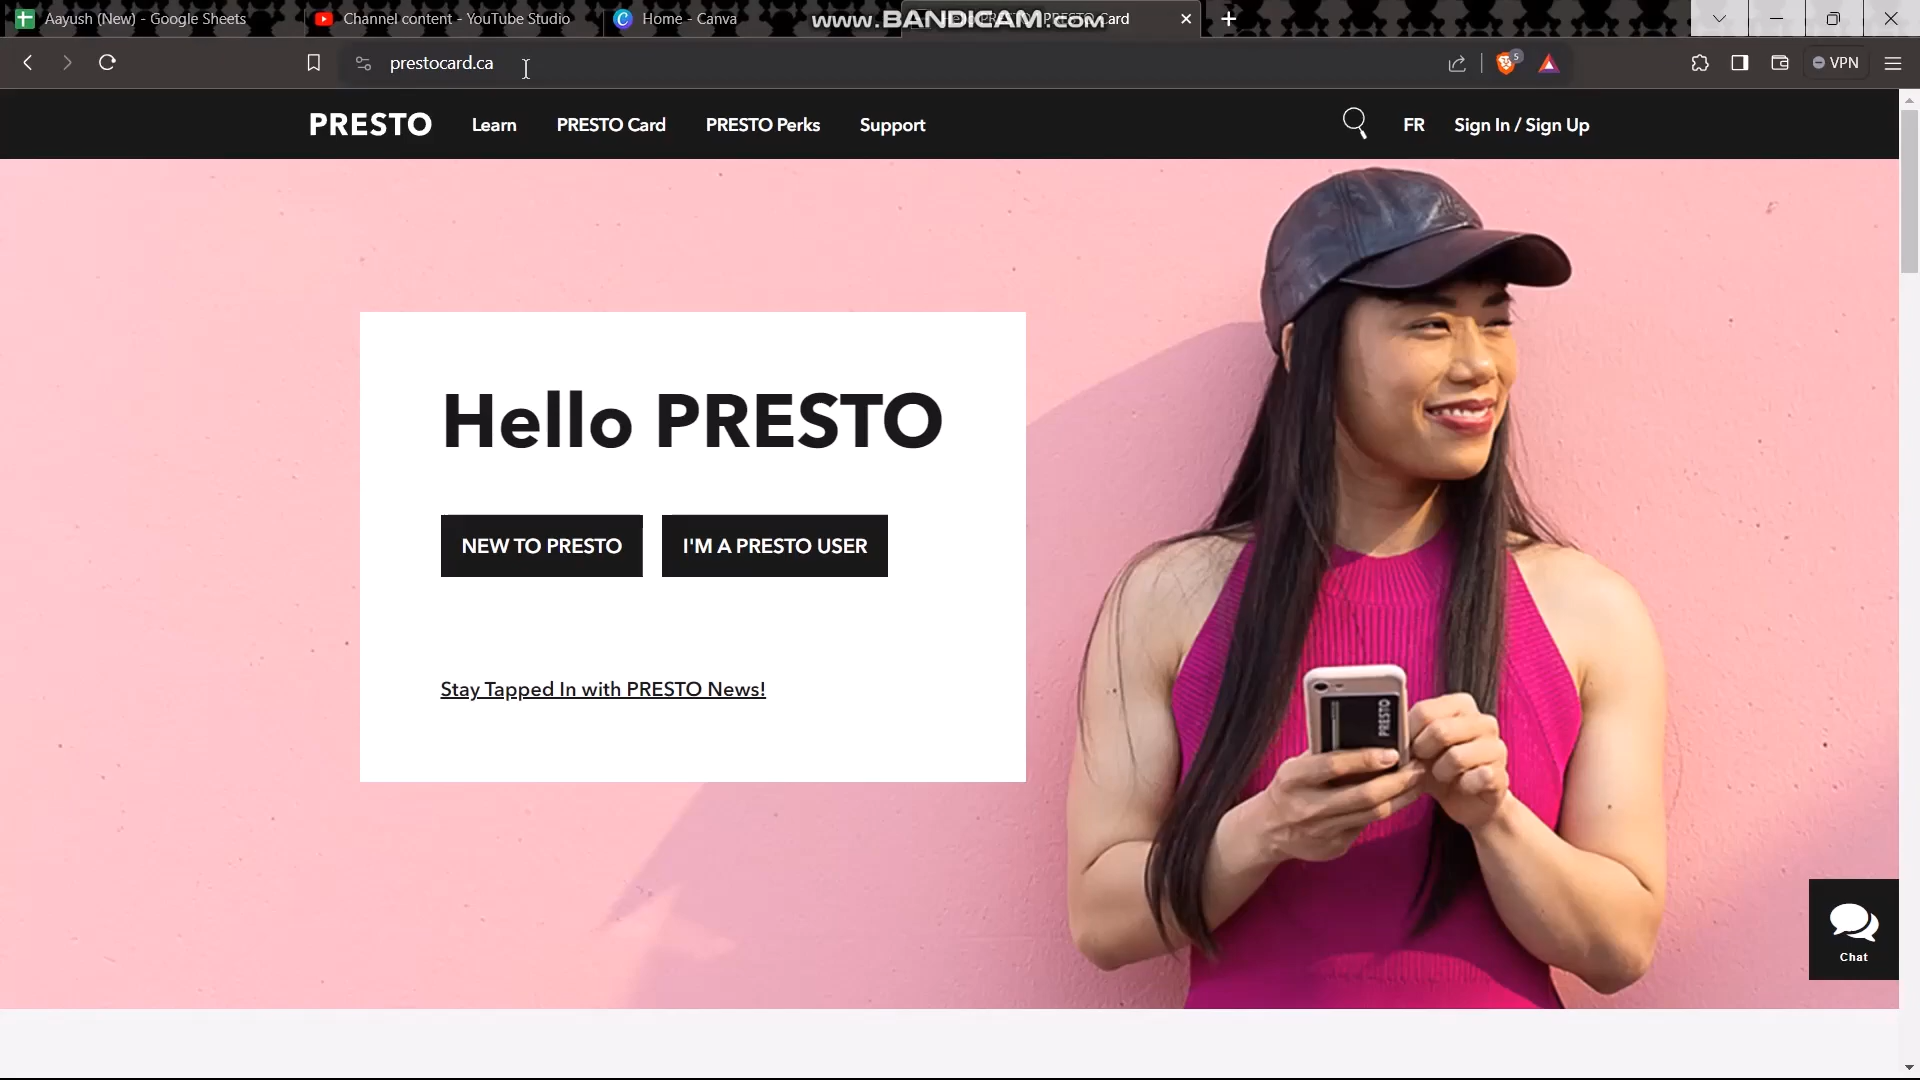 Aayush (New) - Google Sheets
Channel content - YouTube Studio
Home - Canva
www.BANDICAM.com
Card
prestocard.ca
5
VPN
PRESTO
Learn
PRESTO Card
PRESTO Perks
Support
FR
Sign In / Sign Up
Hello PRESTO
NEW TO PRESTO
I'M A PRESTO USER
Stay Tapped In with PRESTO News!
PRESTO
Chat